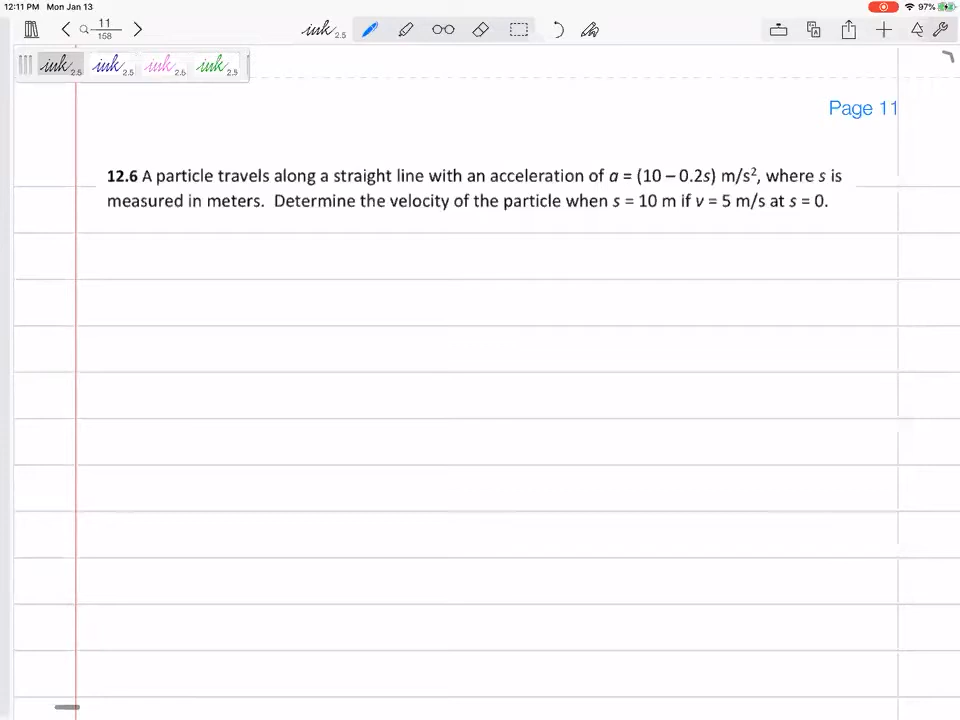 12:11 PM Mon Jan 13 97%
11
158
ink 2.5
ink 2.5 ink 2.5 ink 2.5 ink 2.5
Page 11
12.6 A particle travels along a straight line with an acceleration of a = (10 – 0.2s) m/s², where s is
measured in meters. Determine the velocity of the particle when s = 10 m if v = 5 m/s at s = 0.